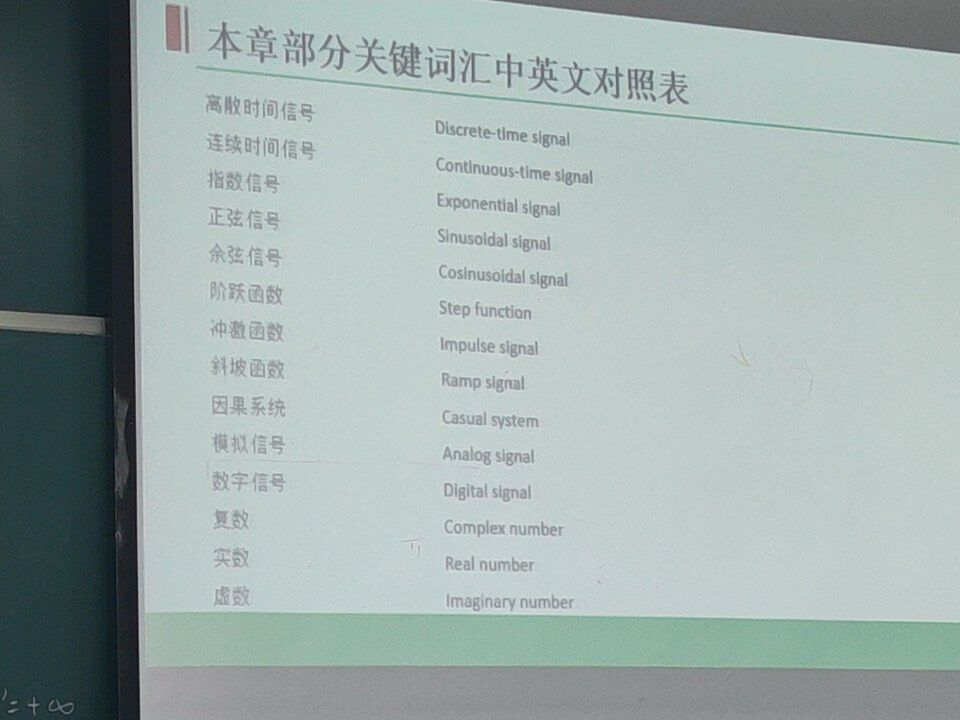 本章部分关键词汇中英文对照表
离散时间信号 Discrete-time signal
连续时间信号 Continuous-time signal
指数信号 Exponential signal
正弦信号 Sinusoidal signal
余弦信号 Cosinusoidal signal
阶跃函数 Step function
冲激函数 Impulse signal
斜坡函数 Ramp signal
因果系统 Casual system
模拟信号 Analog signal
数字信号 Digital signal
复数 Complex number
实数 Real number
虚数 Imaginary number
=+∞